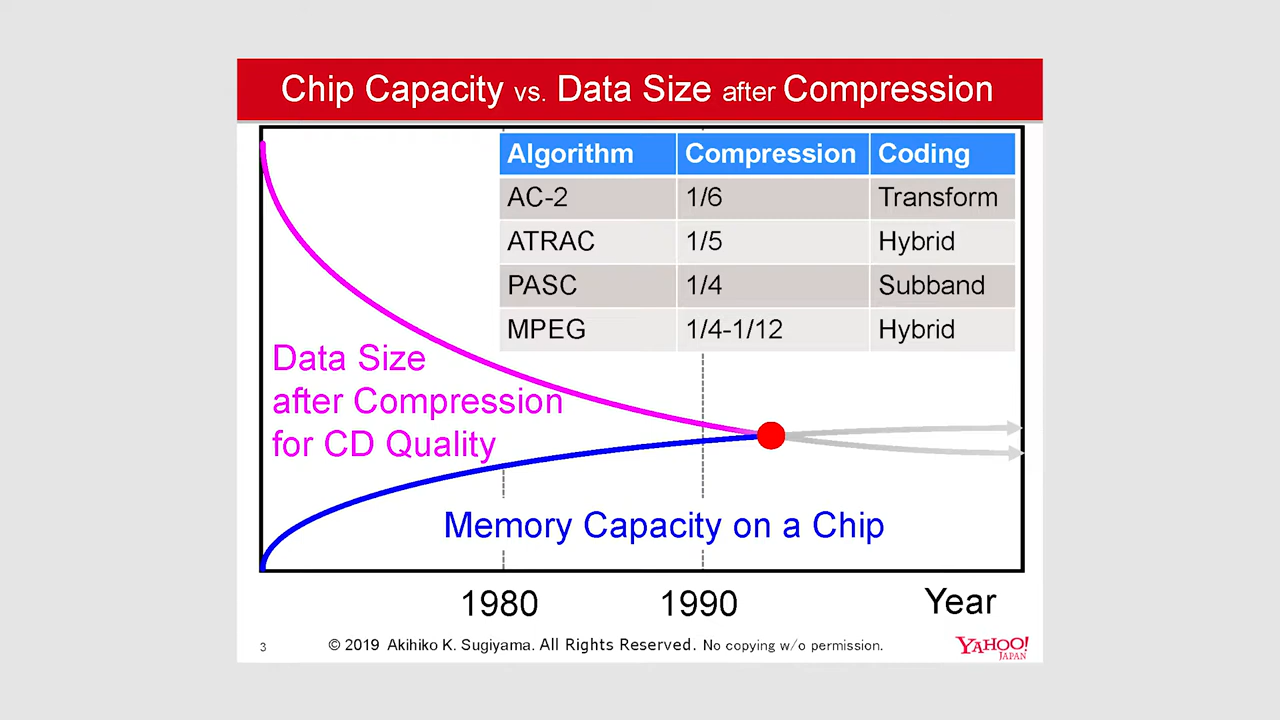 Chip Capacity vs. Data Size after Compression
Algorithm Compression Coding
AC-2 1/6 Transform
ATRAC 1/5 Hybrid
PASC 1/4 Subband
MPEG 1/4-1/12 Hybrid
Data Size
after Compression
for CD Quality
Memory Capacity on a Chip
1980 1990 Year
3 © 2019 Akihiko K. Sugiyama. All Rights Reserved. No copying w/o permission.
YAHOO!
JAPAN